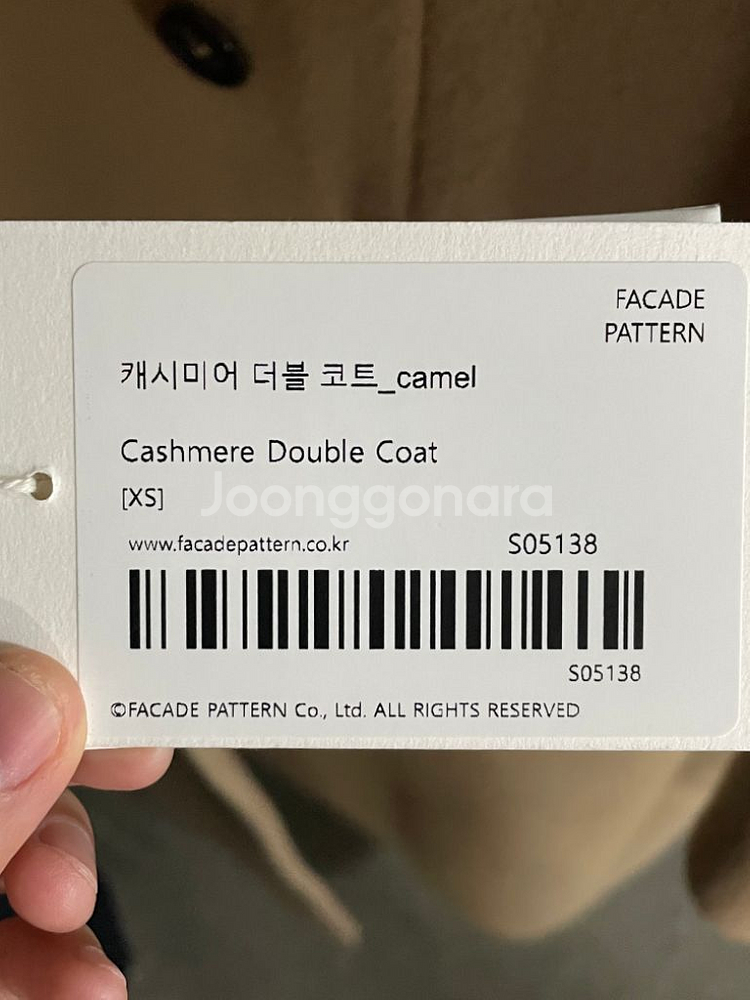 FACADE
PATTERN
캐시미어 더블 코트_camel
Cashmere Double Coat
[XS]
Joonggonara
www.facadepattern.co.kr S05138
S05138
©FACADE PATTERN Co., Ltd. ALL RIGHTS RESERVED